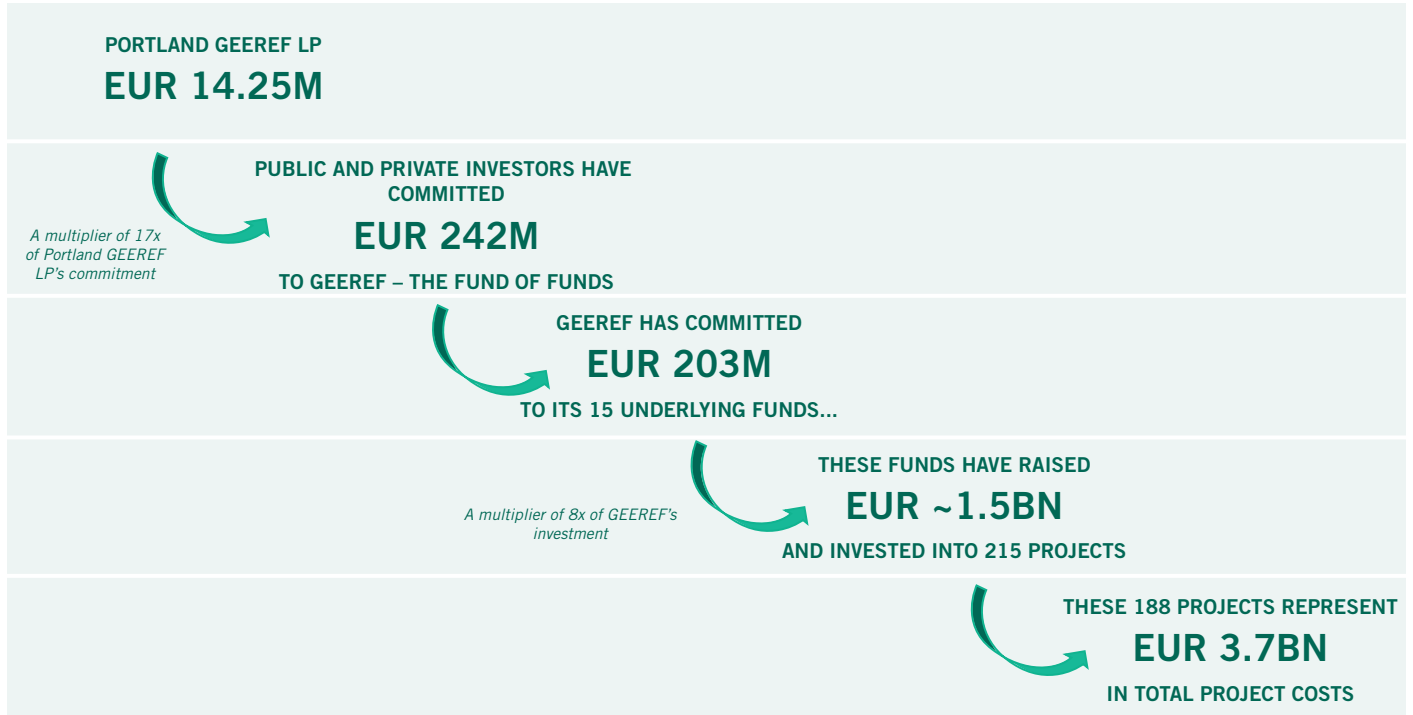 PORTLAND GEEREF LP
EUR 14.25M
PUBLIC AND PRIVATE INVESTORS HAVE
COMMITTED
EUR 242M
TO GEEREF – THE FUND OF FUNDS
A multiplier of 17x
of Portland GEEREF
LP's commitment
GEEREF HAS COMMITTED
EUR 203M
TO ITS 15 UNDERLYING FUNDS...
THESE FUNDS HAVE RAISED
EUR ~1.5BN
AND INVESTED INTO 215 PROJECTS
A multiplier of 8x of GEEREF's
investment
THESE 188 PROJECTS REPRESENT
EUR 3.7BN
IN TOTAL PROJECT COSTS